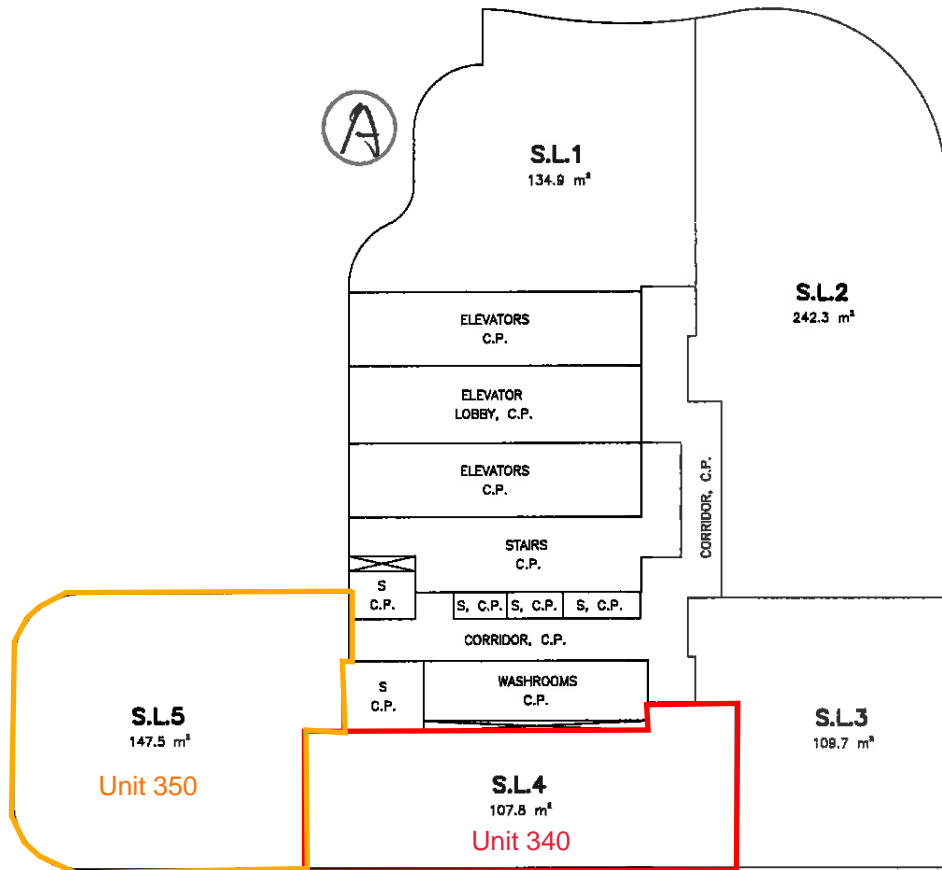 A
S.L.1
134.9 m²
S.L.2
242.3 m²
ELEVATORS
C.P.
ELEVATOR
LOBBY, C.P.
ELEVATORS
C.P.
CORRIDOR, C.P.
STAIRS
C.P.
S
C.P.
S, C.P.
S, C.P.
S, C.P.
CORRIDOR, C.P.
S
C.P.
WASHROOMS
C.P.
S.L.5
147.5 m²
Unit 350
S.L.3
109.7 m²
S.L.4
107.8 m²
Unit 340